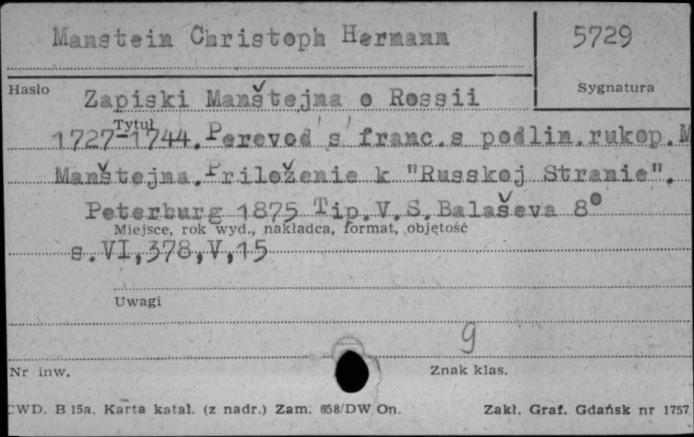 Manstein Christoph Hermann
5729
Hasło
Sygnatura
Zapiski Manštejna o Rossii
Tytuł
1727-1744. Perevod s franc. s podlin. rukop. M
Manštejna. Priloženie k "Russkoj Stranie".
Peterburg 1875 Tip. V. S. Balaševa 8°
Miejsce, rok wyd., nakładca, format, objętość
s. VI, 378, V, 15
Uwagi
g
Nr inw.
Znak klas.
CWD. B 15a. Karta katal. (z nadr.) Zam. 658/DW On.
Zakł. Graf. Gdańsk nr 1757